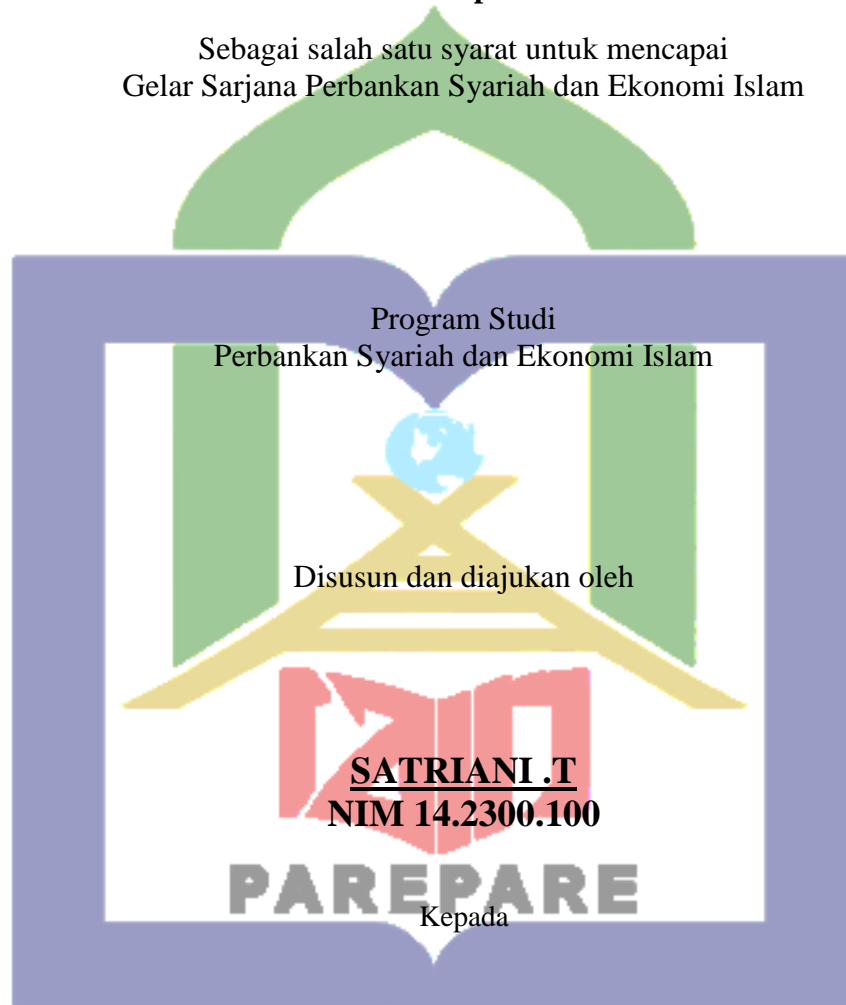 Sebagai salah satu syarat untuk mencapai
Gelar Sarjana Perbankan Syariah dan Ekonomi Islam
Program Studi
Perbankan Syariah dan Ekonomi Islam
Disusun dan diajukan oleh
SATRIANI .T
NIM 14.2300.100
PAREPARE
Kepada